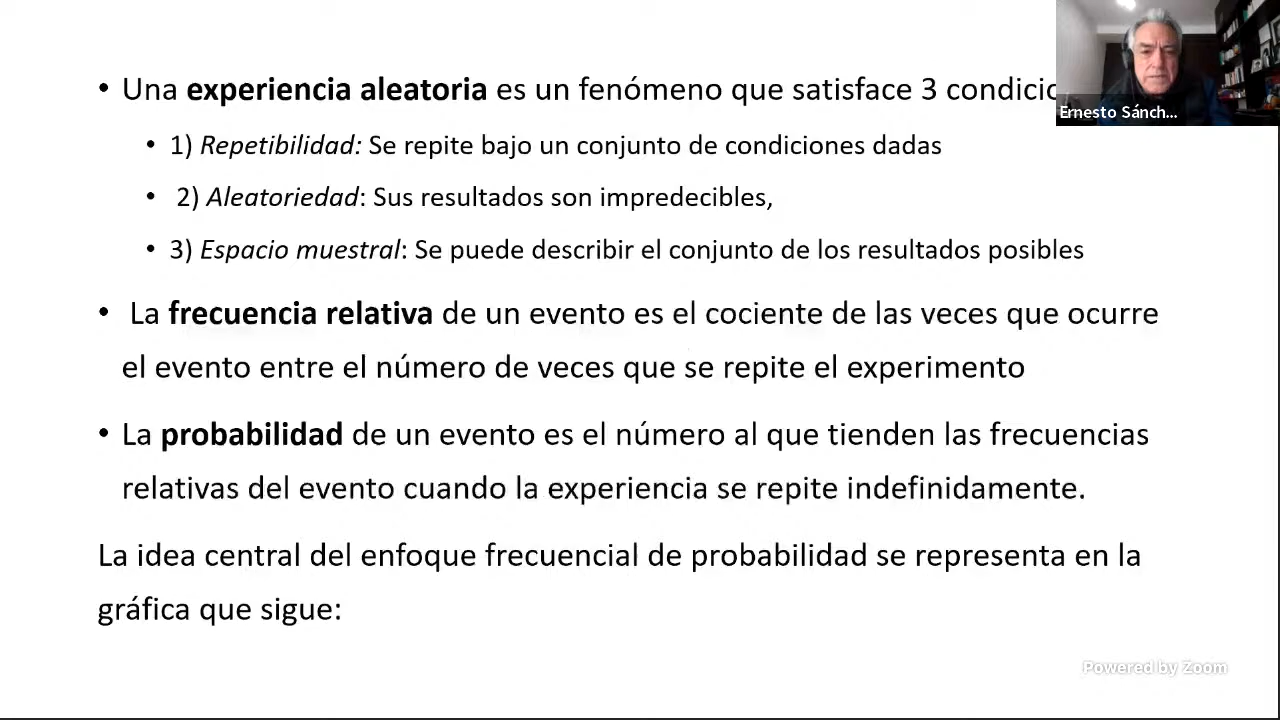 • Una experiencia aleatoria es un fenómeno que satisface 3
• 1) Repetibilidad: Se repite bajo un conjunto de condiciones dadas
• 2) Aleatoriedad: Sus resultados son impredecibles,
• 3) Espacio muestral: Se puede describir el conjunto de los resultados posibles
• La frecuencia relativa de un evento es el cociente de las veces que ocurre
el evento entre el número de veces que se repite el experimento
• La probabilidad de un evento es el número al que tienden las frecuencias
relativas del evento cuando la experiencia se repite indefinidamente.
La idea central del enfoque frecuencial de probabilidad se representa en la
gráfica que sigue:
Ernesto Sánch...
Powered by Zoom